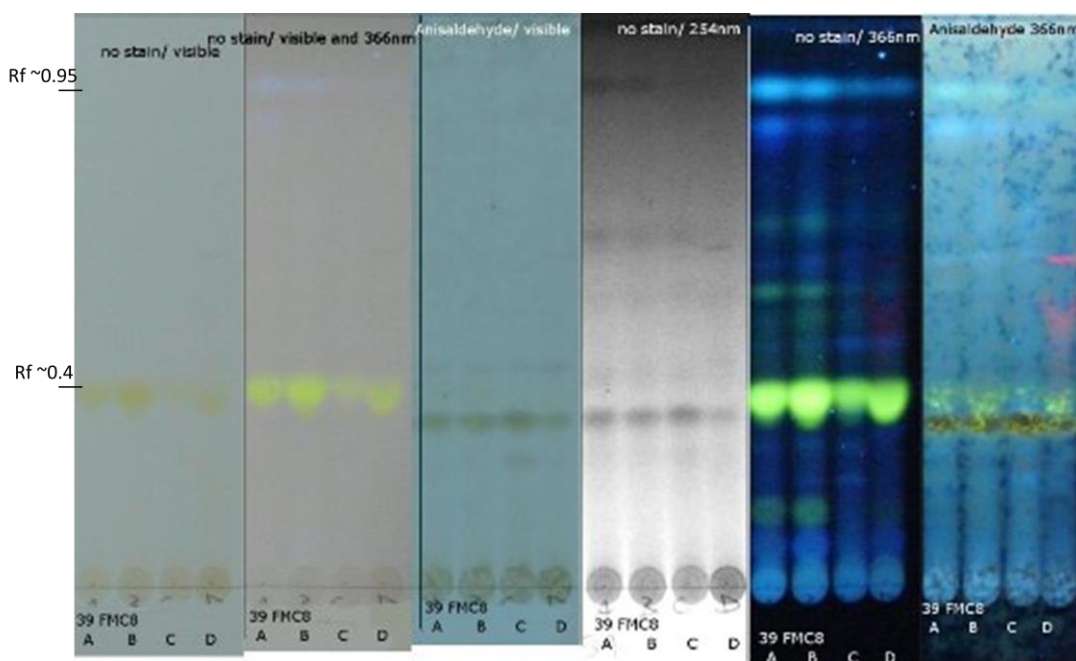 no stain/ visible
no stain/ visible and 366nm
Anisaldehyde/ visible
no stain/ 254nm
no stain/ 366nm
Anisaldehyde 366nm
Rf ~0.95
Rf ~0.4
39 FMC8
A B C D
39 FMC8
A B C D
39 FMC8
A B C D
39 FMC8
A B C D
39 FMC8
A B C D
39 FMC8
A B C D